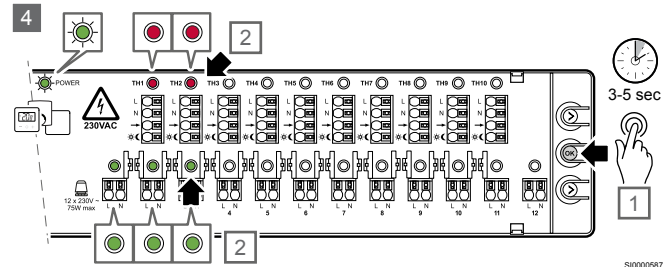 4
2
POWER
TH1 TH2 TH3 TH4 TH5 TH6 TH7 TH8 TH9 TH10
3-5 sec
L L L L L L L L L L
N N N N N N N N N N
230VAC
OK
12 x 230V ~
75W max
L N L N L N L N L N L N L N L N L N L N L N
4 5 6 7 8 9 10 11 12
1
2
SI0000587